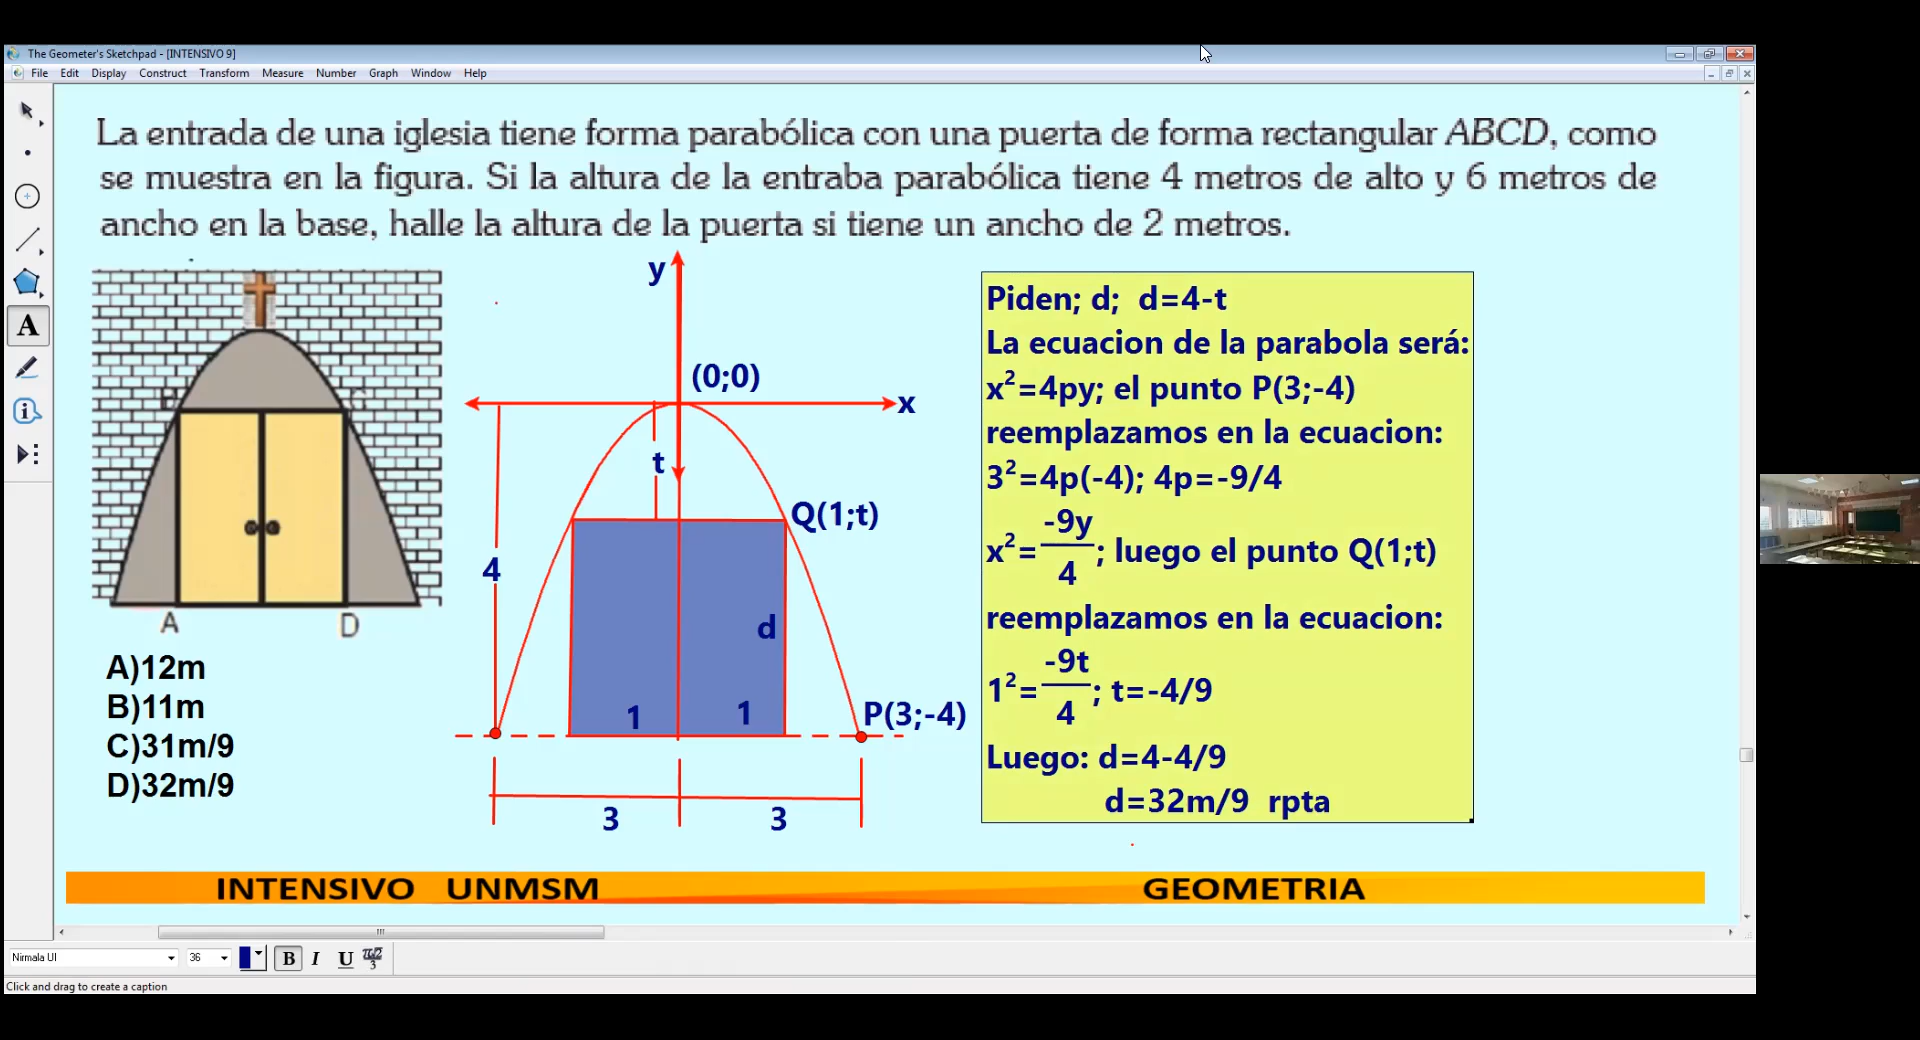 The Geometer's Sketchpad - [INTENSIVO 9]
File Edit Display Construct Transform Measure Number Graph Window Help
La entrada de una iglesia tiene forma parabólica con una puerta de forma rectangular ABCD, como
se muestra en la figura. Si la altura de la entraba parabólica tiene 4 metros de alto y 6 metros de
ancho en la base, halle la altura de la puerta si tiene un ancho de 2 metros.
A
D
A)12m
B)11m
C)31m/9
D)32m/9
y
(0;0)
x
t
Q(1;t)
4
d
1 1
P(3;-4)
3 3
Piden; d; d=4-t
La ecuacion de la parabola será:
x²=4py; el punto P(3;-4)
reemplazamos en la ecuacion:
3²=4p(-4); 4p=-9/4
x²=-9y/4; luego el punto Q(1;t)
reemplazamos en la ecuacion:
1²=-9t/4; t=-4/9
Luego: d=4-4/9
d=32m/9 rpta
INTENSIVO UNMSM GEOMETRIA
Nirmala UI 36 B I U
Click and drag to create a caption